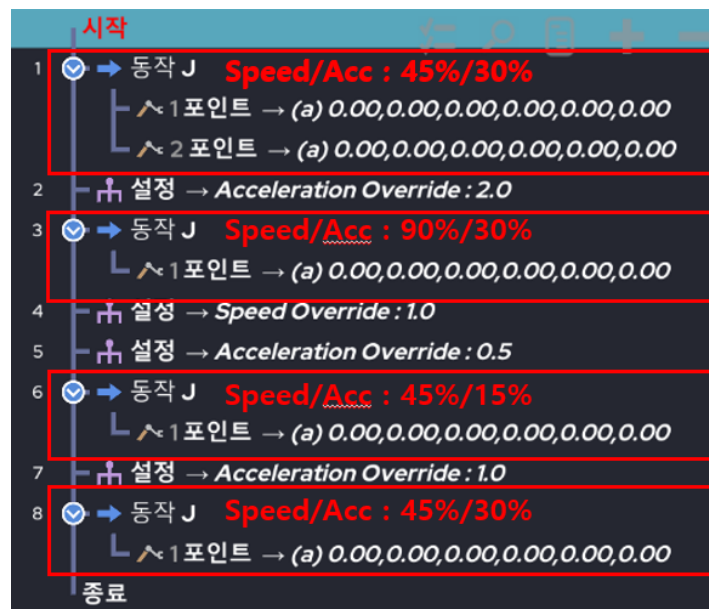 시작
1 동작 J Speed/Acc : 45%/30%
1 포인트 → (a) 0.00,0.00,0.00,0.00,0.00,0.00
2 포인트 → (a) 0.00,0.00,0.00,0.00,0.00,0.00
2 설정 → Acceleration Override : 2.0
3 동작 J Speed/Acc : 90%/30%
1 포인트 → (a) 0.00,0.00,0.00,0.00,0.00,0.00
4 설정 → Speed Override : 1.0
5 설정 → Acceleration Override : 0.5
6 동작 J Speed/Acc : 45%/15%
1 포인트 → (a) 0.00,0.00,0.00,0.00,0.00,0.00
7 설정 → Acceleration Override : 1.0
8 동작 J Speed/Acc : 45%/30%
1 포인트 → (a) 0.00,0.00,0.00,0.00,0.00,0.00
종료